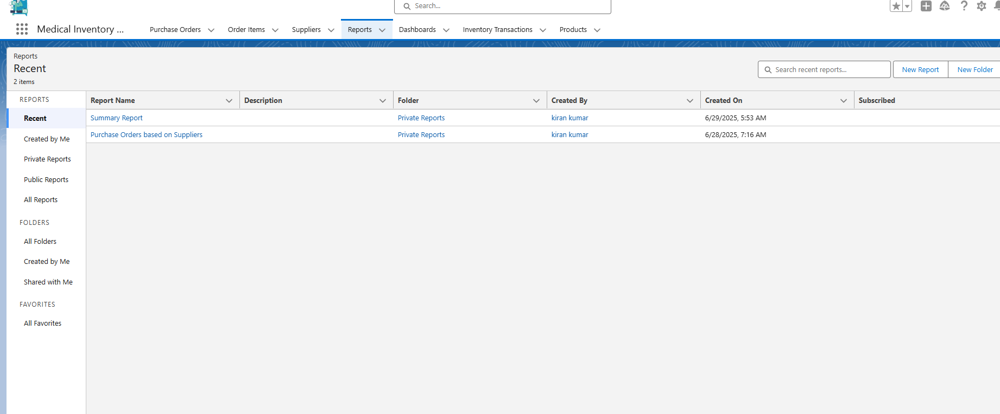 Search...
Medical Inventory ...
Purchase Orders
Order Items
Suppliers
Reports
Dashboards
Inventory Transactions
Products
Reports
Recent
2 items
Search recent reports...
New Report
New Folder
REPORTS
Recent
Created by Me
Private Reports
Public Reports
All Reports
FOLDERS
All Folders
Created by Me
Shared with Me
FAVORITES
All Favorites
Report Name Description Folder Created By Created On Subscribed
Summary Report Private Reports kiran kumar 6/29/2025, 5:53 AM
Purchase Orders based on Suppliers Private Reports kiran kumar 6/28/2025, 7:16 AM